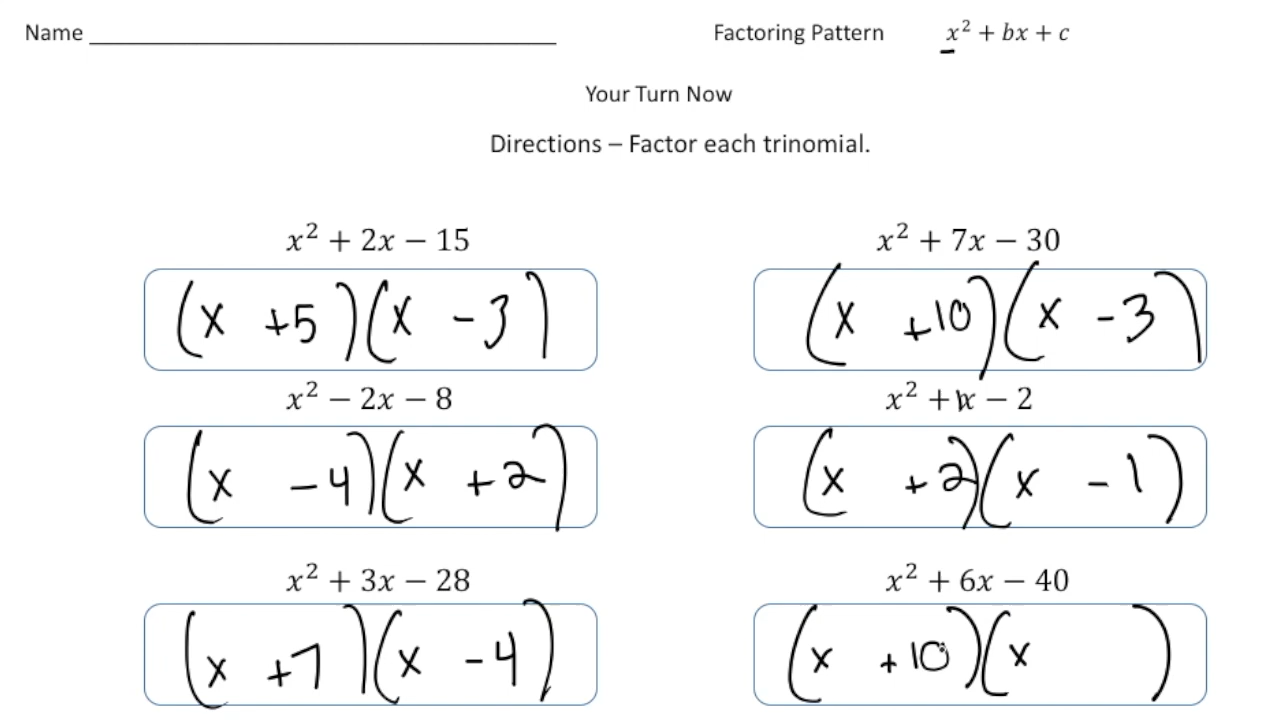 Name ________________ Factoring Pattern x² + bx + c
Your Turn Now
Directions – Factor each trinomial.
x² + 2x − 15 x² + 7x − 30
(x +5)(x −3) (x +10)(x −3)
x² − 2x − 8 x² + 1x − 2
(x −4)(x +2) (x +2)(x −1)
x² + 3x − 28 x² + 6x − 40
(x +7)(x −4) (x +10)(x )